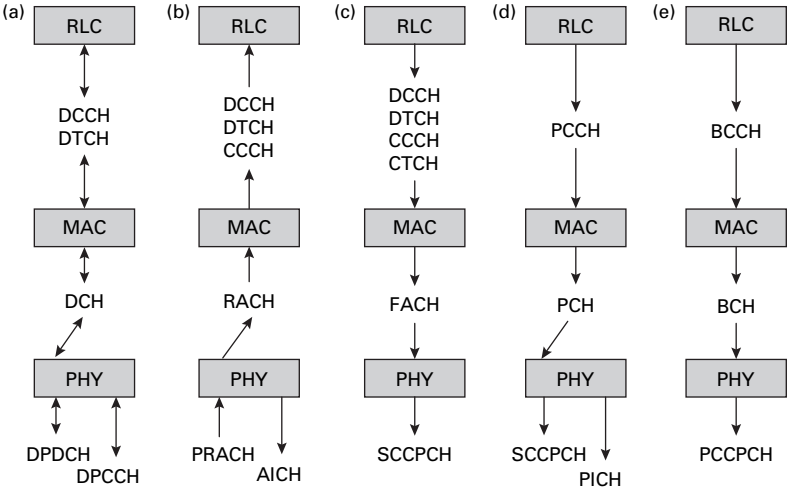 (a)
RLC
DCCH
DTCH
MAC
DCH
PHY
DPDCH
DPCCH
(b)
RLC
DCCH
DTCH
CCCH
MAC
RACH
PHY
PRACH
AICH
(c)
RLC
DCCH
DTCH
CCCH
CTCH
MAC
FACH
PHY
SCCPCH
(d)
RLC
PCCH
MAC
PCH
PHY
SCCPCH
PICH
(e)
RLC
BCCH
MAC
BCH
PHY
PCCPCH